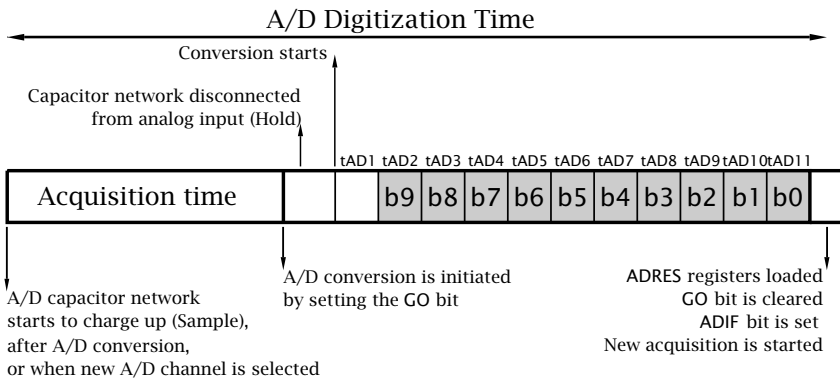 A/D Digitization Time
Conversion starts
Capacitor network disconnected
from analog input (Hold)
tAD1 tAD2 tAD3 tAD4 tAD5 tAD6 tAD7 tAD8 tAD9 tAD10 tAD11
Acquisition time b9 b8 b7 b6 b5 b4 b3 b2 b1 b0
A/D capacitor network
starts to charge up (Sample),
after A/D conversion,
or when new A/D channel is selected
A/D conversion is initiated
by setting the GO bit
ADRES registers loaded
GO bit is cleared
ADIF bit is set
New acquisition is started